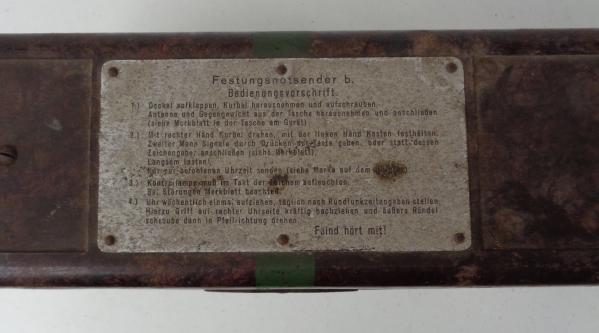 Festungsnotsender b.
Bedienungsvorschrift.
1.) Deckel aufklappen, Kurbel herausnehmen und aufschrauben.
Antenne und Gegengewicht aus der Tasche herausnehmen und anschließen
(siehe Merkblatt in der Tasche am Gerät)
2.) Mit rechter Hand Kurbel drehen, mit der linken Hand Kasten festhalten.
Zweiter Mann Signale durch Drücken der Taste geben, oder statt dessen
Zeichengeber anschließen (siehe Merkblatt).
Langsam tasten!
Nur zur befohlenen Uhrzeit senden (siehe Marke auf dem
3.) Kontrollampe muß im Takt der Zeichen aufleuchten.
Bei Störungen Merkblatt beachten.
4.) Uhr wöchentlich einmal aufziehen, täglich nach Rundfunkzeitangaben stellen.
Hierzu Griff auf rechter Uhrseite kräftig hochziehen und äußere Rändel
schraube dann in Pfeilrichtung drehen.
Feind hört mit!